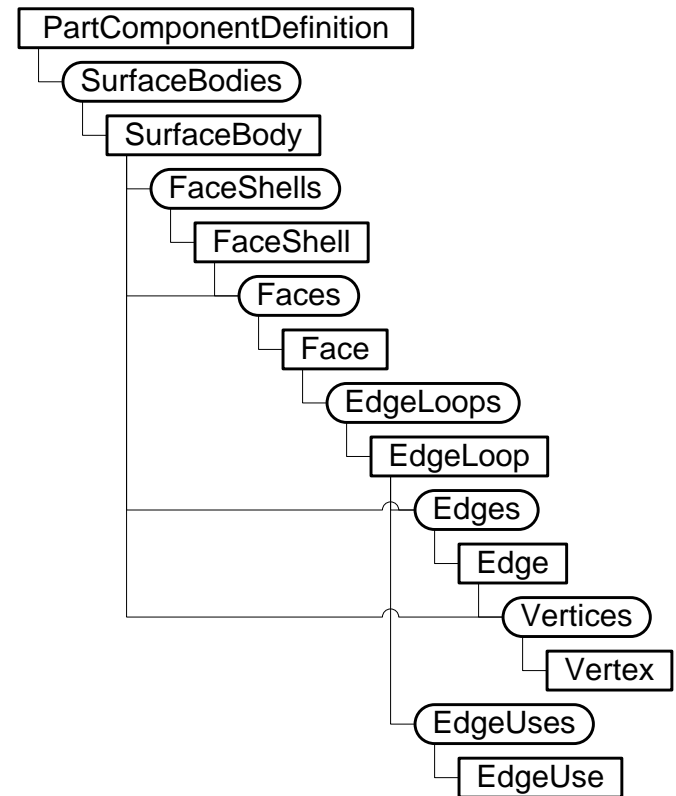 PartComponentDefinition
SurfaceBodies
SurfaceBody
FaceShells
FaceShell
Faces
Face
EdgeLoops
EdgeLoop
Edges
Edge
Vertices
Vertex
EdgeUses
EdgeUse